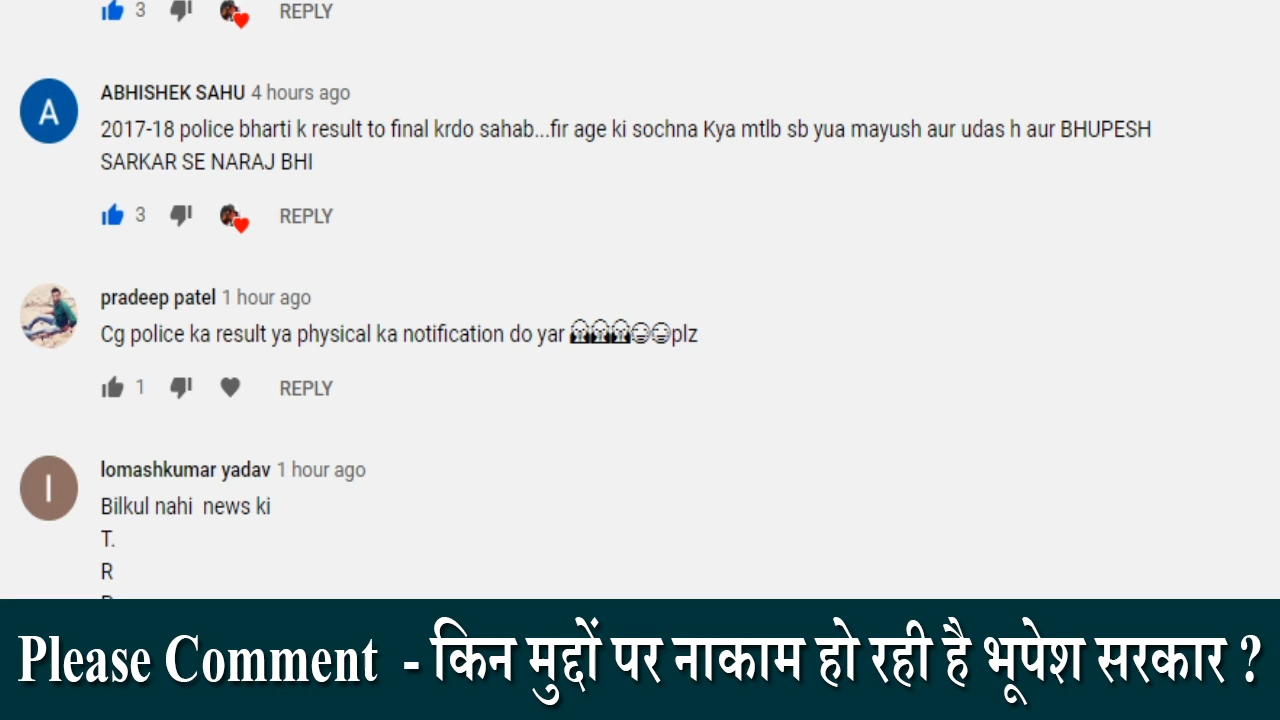 3 REPLY
A
ABHISHEK SAHU 4 hours ago
2017-18 police bharti k result to final krdo sahab...fir age ki sochna Kya mtlb sb yua mayush aur udas h aur BHUPESH
SARKAR SE NARAJ BHI
3 REPLY
pradeep patel 1 hour ago
Cg police ka result ya physical ka notification do yar plz
1 REPLY
l
lomashkumar yadav 1 hour ago
Bilkul nahi news ki
T.
R
Please Comment - किन मुद्दों पर नाकाम हो रही है भूपेश सरकार ?